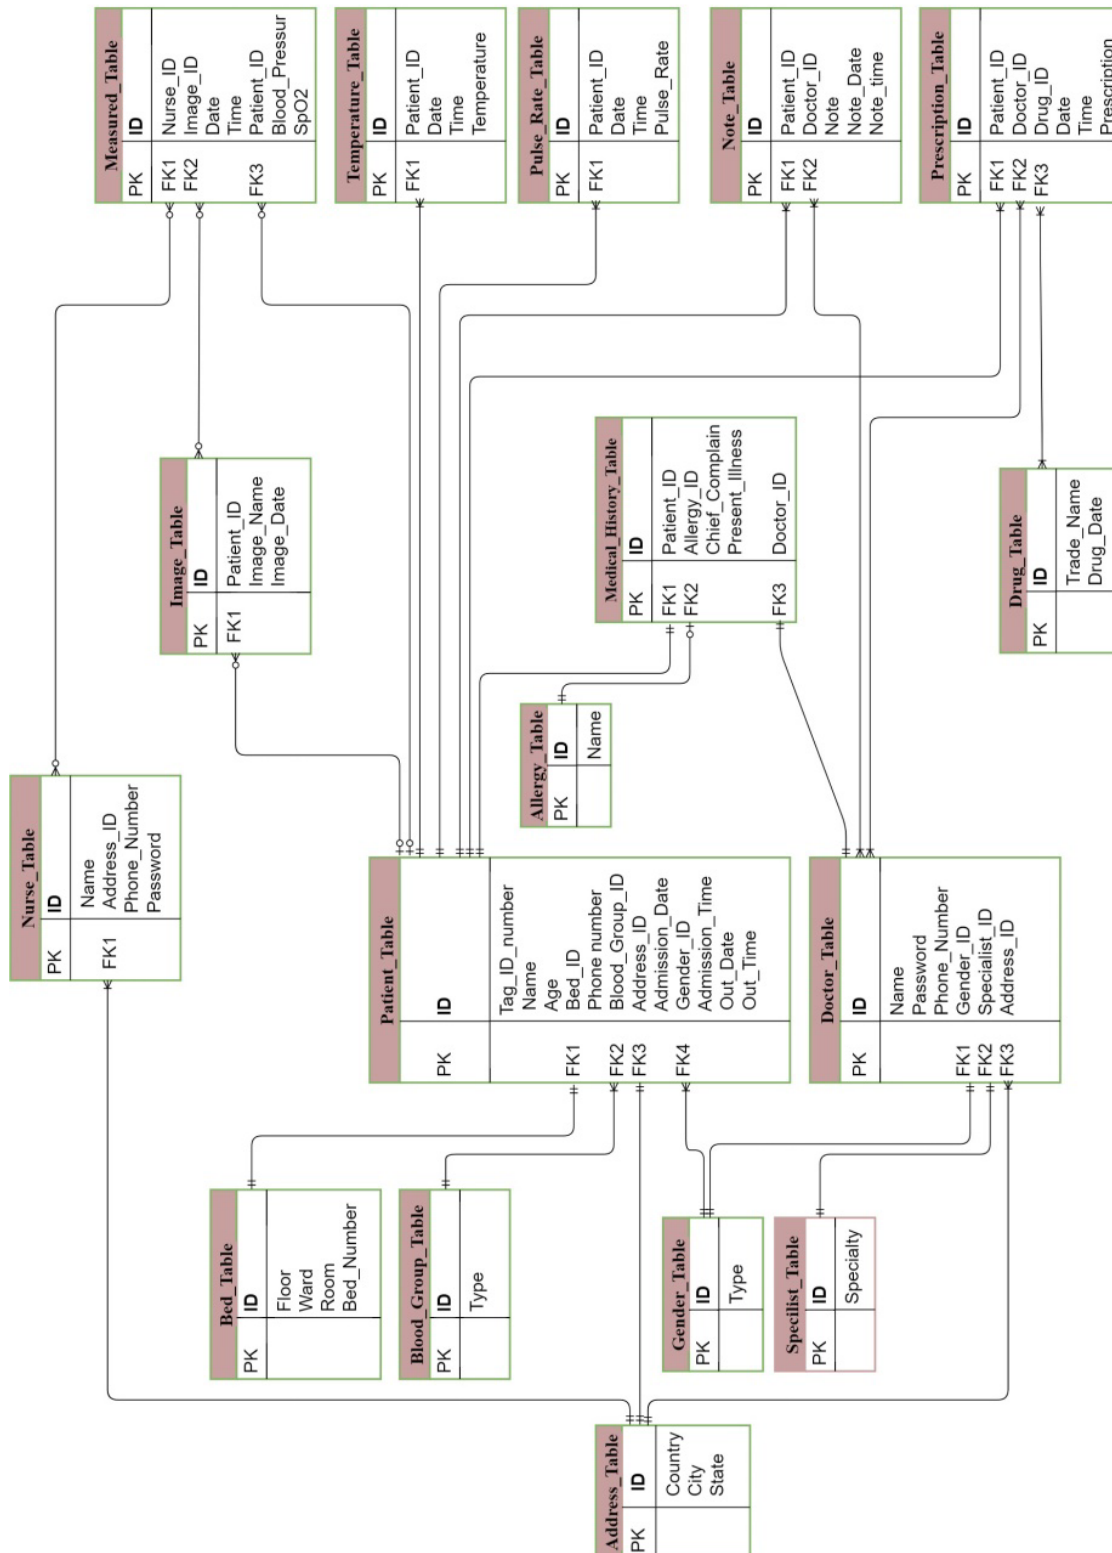 Address_Table
PK ID
Country
City
State
Bed_Table
PK ID
Floor
Ward
Room
Bed_Number
Blood_Group_Table
PK ID
Type
Gender_Table
PK ID
Type
Specilist_Table
PK ID
Specialty
Nurse_Table
PK ID
Name
FK1 Address_ID
Phone_Number
Password
Patient_Table
PK ID
Tag_ID_number
Name
Age
FK1 Bed_ID
Phone number
FK2 Blood_Group_ID
FK3 Address_ID
Admission_Date
FK4 Gender_ID
Admission_Time
Out_Date
Out_Time
Doctor_Table
PK ID
Name
Password
Phone_Number
FK1 Gender_ID
FK2 Specialist_ID
FK3 Address_ID
Image_Table
PK ID
FK1 Patient_ID
Image_Name
Image_Date
Allergy_Table
PK ID
Name
Medical_History_Table
PK ID
FK1 Patient_ID
FK2 Allergy_ID
Chief_Complain
Present_Illness
FK3 Doctor_ID
Drug_Table
PK ID
Trade_Name
Drug_Date
Measured_Table
PK ID
FK1 Nurse_ID
FK2 Image_ID
Date
Time
FK3 Patient_ID
Blood_Pressur
SpO2
Temperature_Table
PK ID
FK1 Patient_ID
Date
Time
Temperature
Pulse_Rate_Table
PK ID
FK1 Patient_ID
Date
Time
Pulse_Rate
Note_Table
PK ID
FK1 Patient_ID
FK2 Doctor_ID
Note
Note_Date
Note_time
Prescription_Table
PK ID
FK1 Patient_ID
FK2 Doctor_ID
FK3 Drug_ID
Date
Time
Prescription